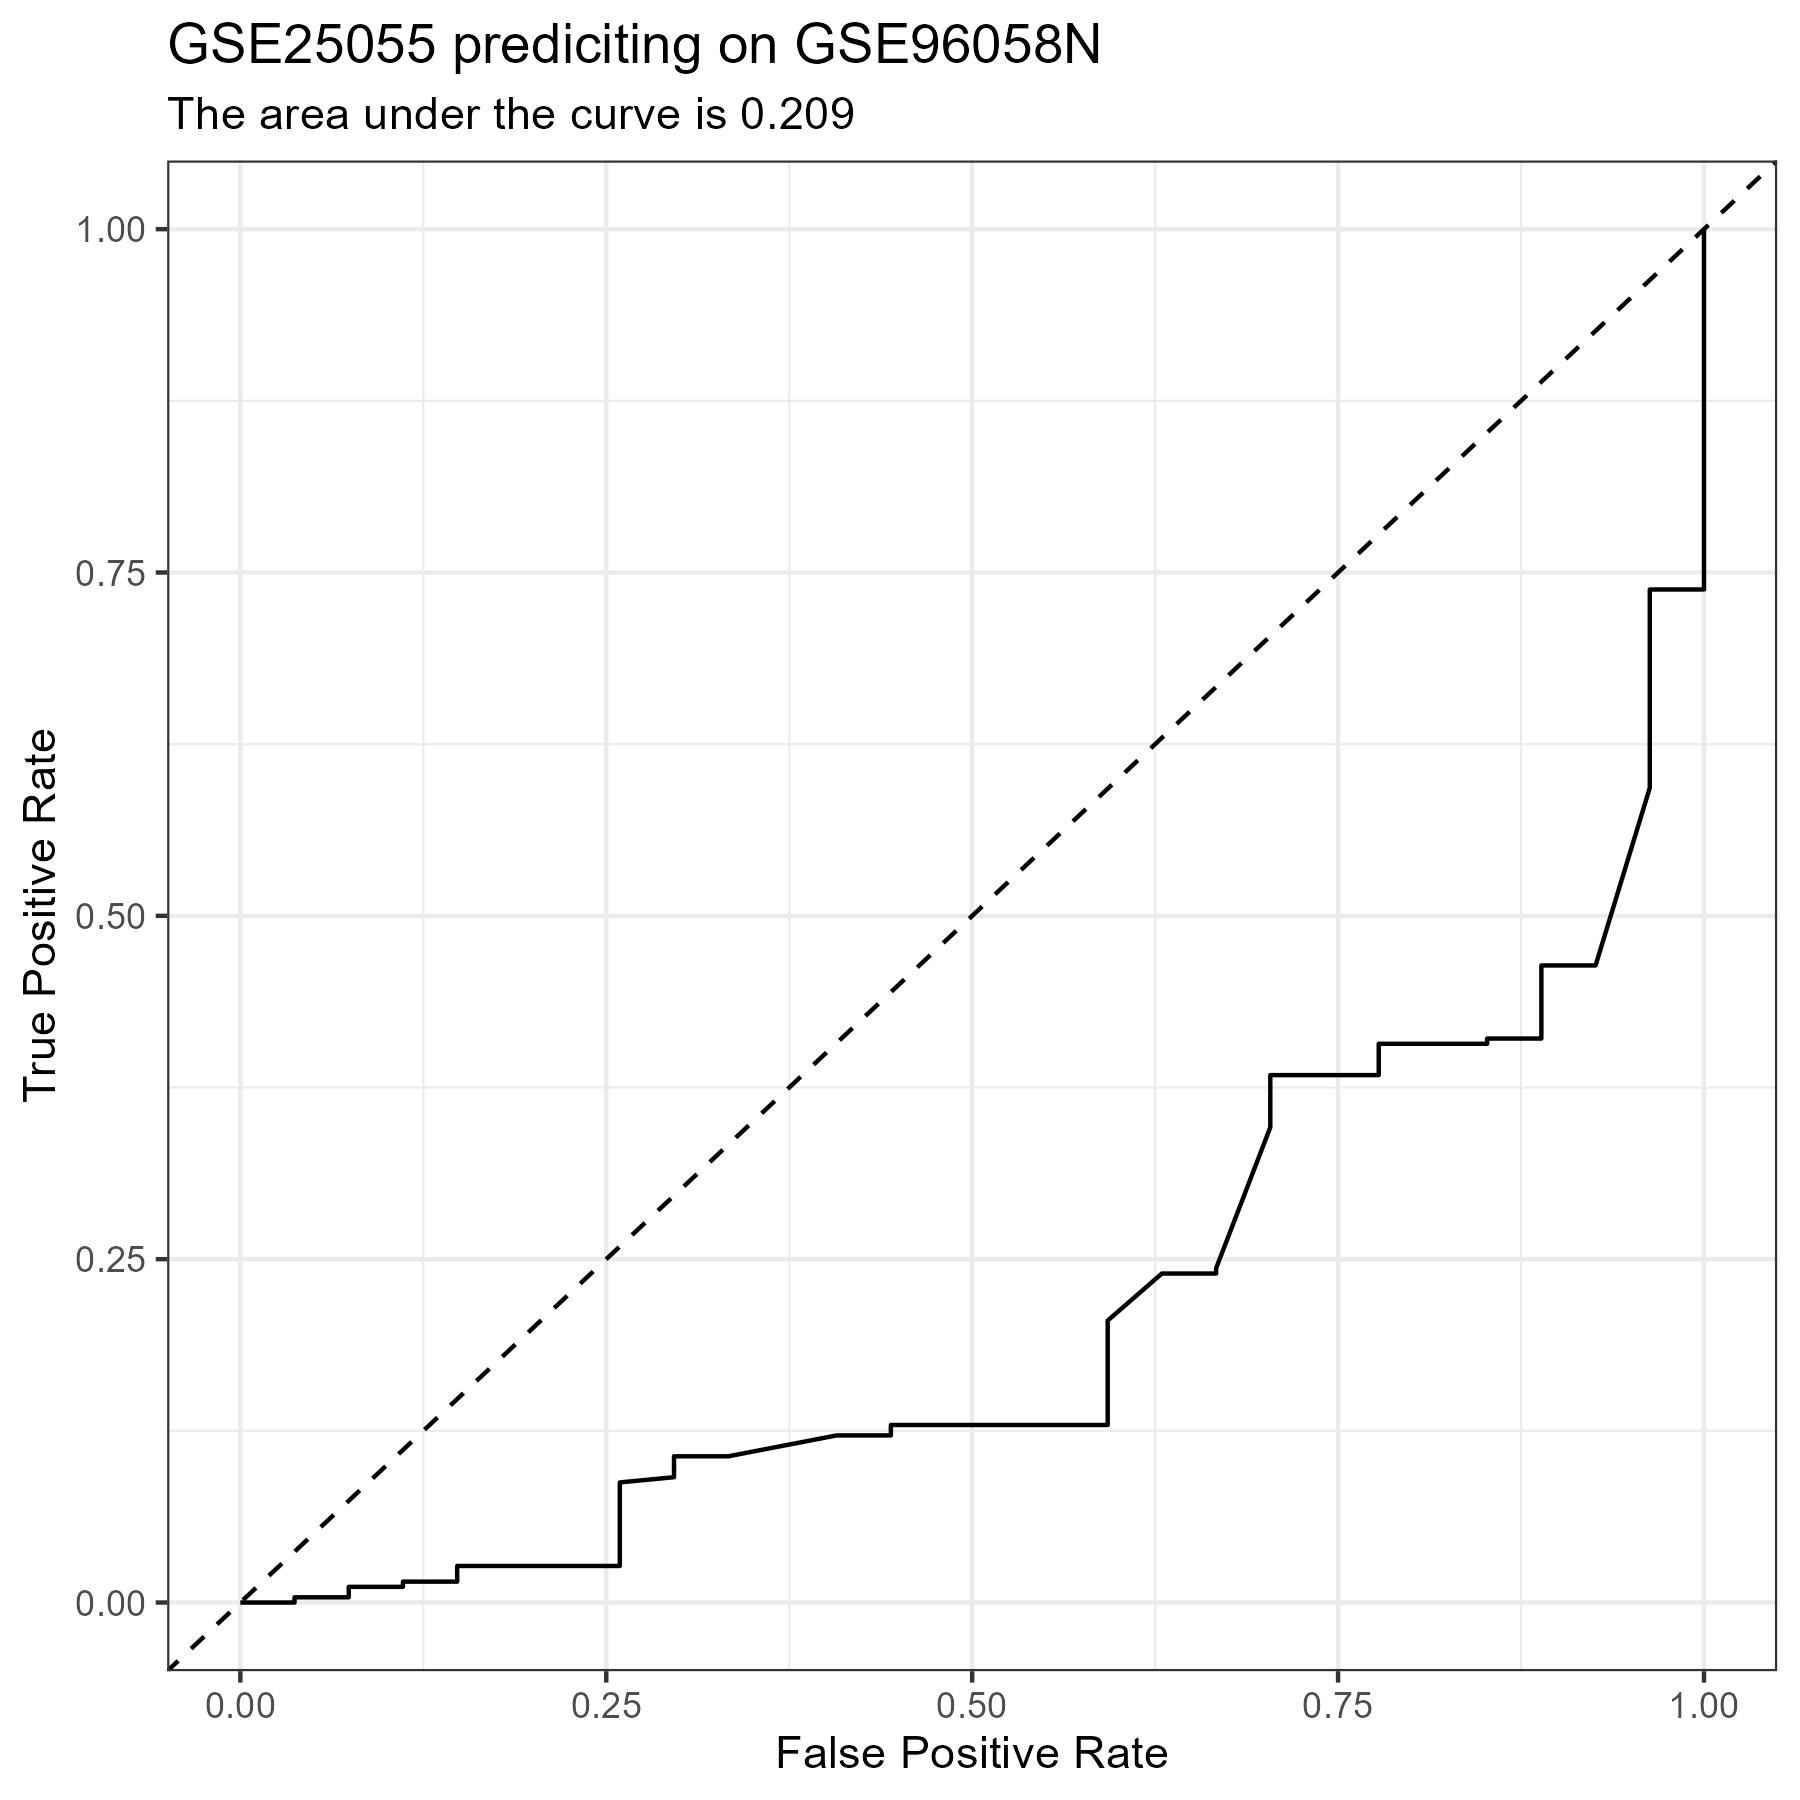 GSE25055 prediciting on GSE96058N
The area under the curve is 0.209
1.00
0.75
0.50
0.25
0.00
True Positive Rate
0.00 0.25 0.50 0.75 1.00
False Positive Rate